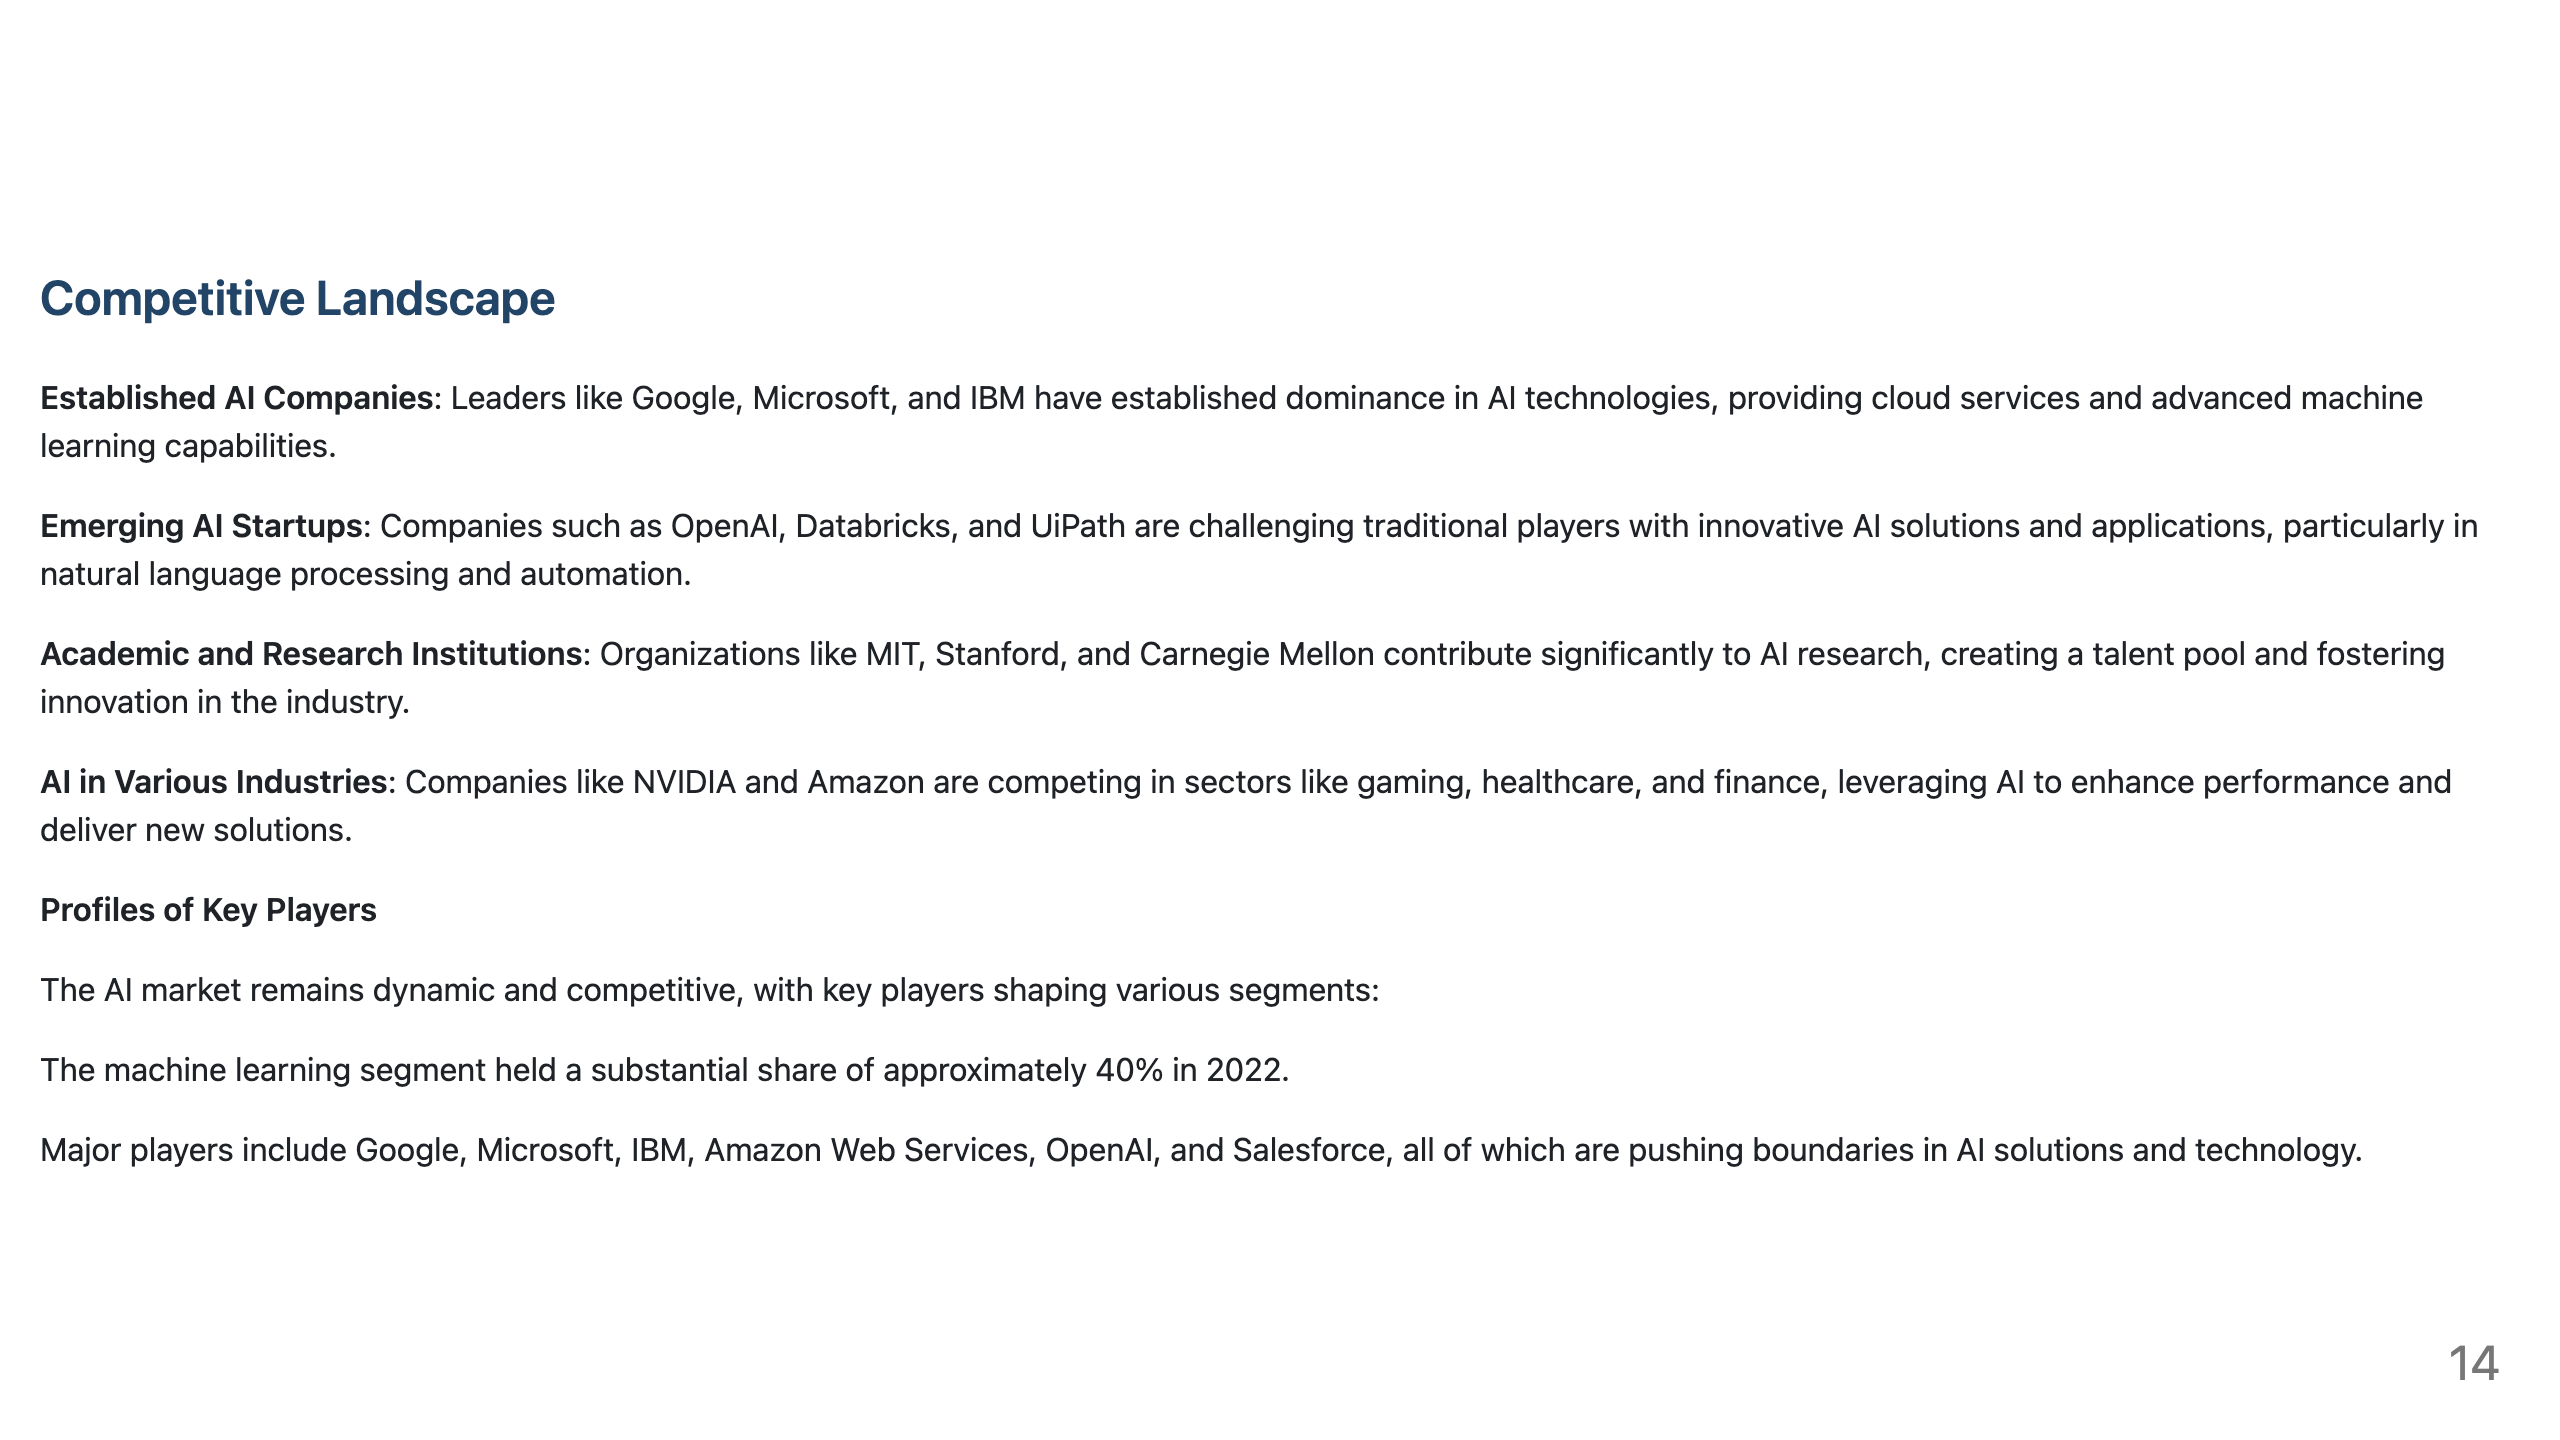 Competitive Landscape
Established AI Companies: Leaders like Google, Microsoft, and IBM have established dominance in AI technologies, providing cloud services and advanced machine
learning capabilities.
Emerging AI Startups: Companies such as OpenAI, Databricks, and UiPath are challenging traditional players with innovative AI solutions and applications, particularly in
natural language processing and automation.
Academic and Research Institutions: Organizations like MIT, Stanford, and Carnegie Mellon contribute significantly to AI research, creating a talent pool and fostering
innovation in the industry.
AI in Various Industries: Companies like NVIDIA and Amazon are competing in sectors like gaming, healthcare, and finance, leveraging AI to enhance performance and
deliver new solutions.
Profiles of Key Players
The AI market remains dynamic and competitive, with key players shaping various segments:
The machine learning segment held a substantial share of approximately 40% in 2022.
Major players include Google, Microsoft, IBM, Amazon Web Services, OpenAI, and Salesforce, all of which are pushing boundaries in AI solutions and technology.
14